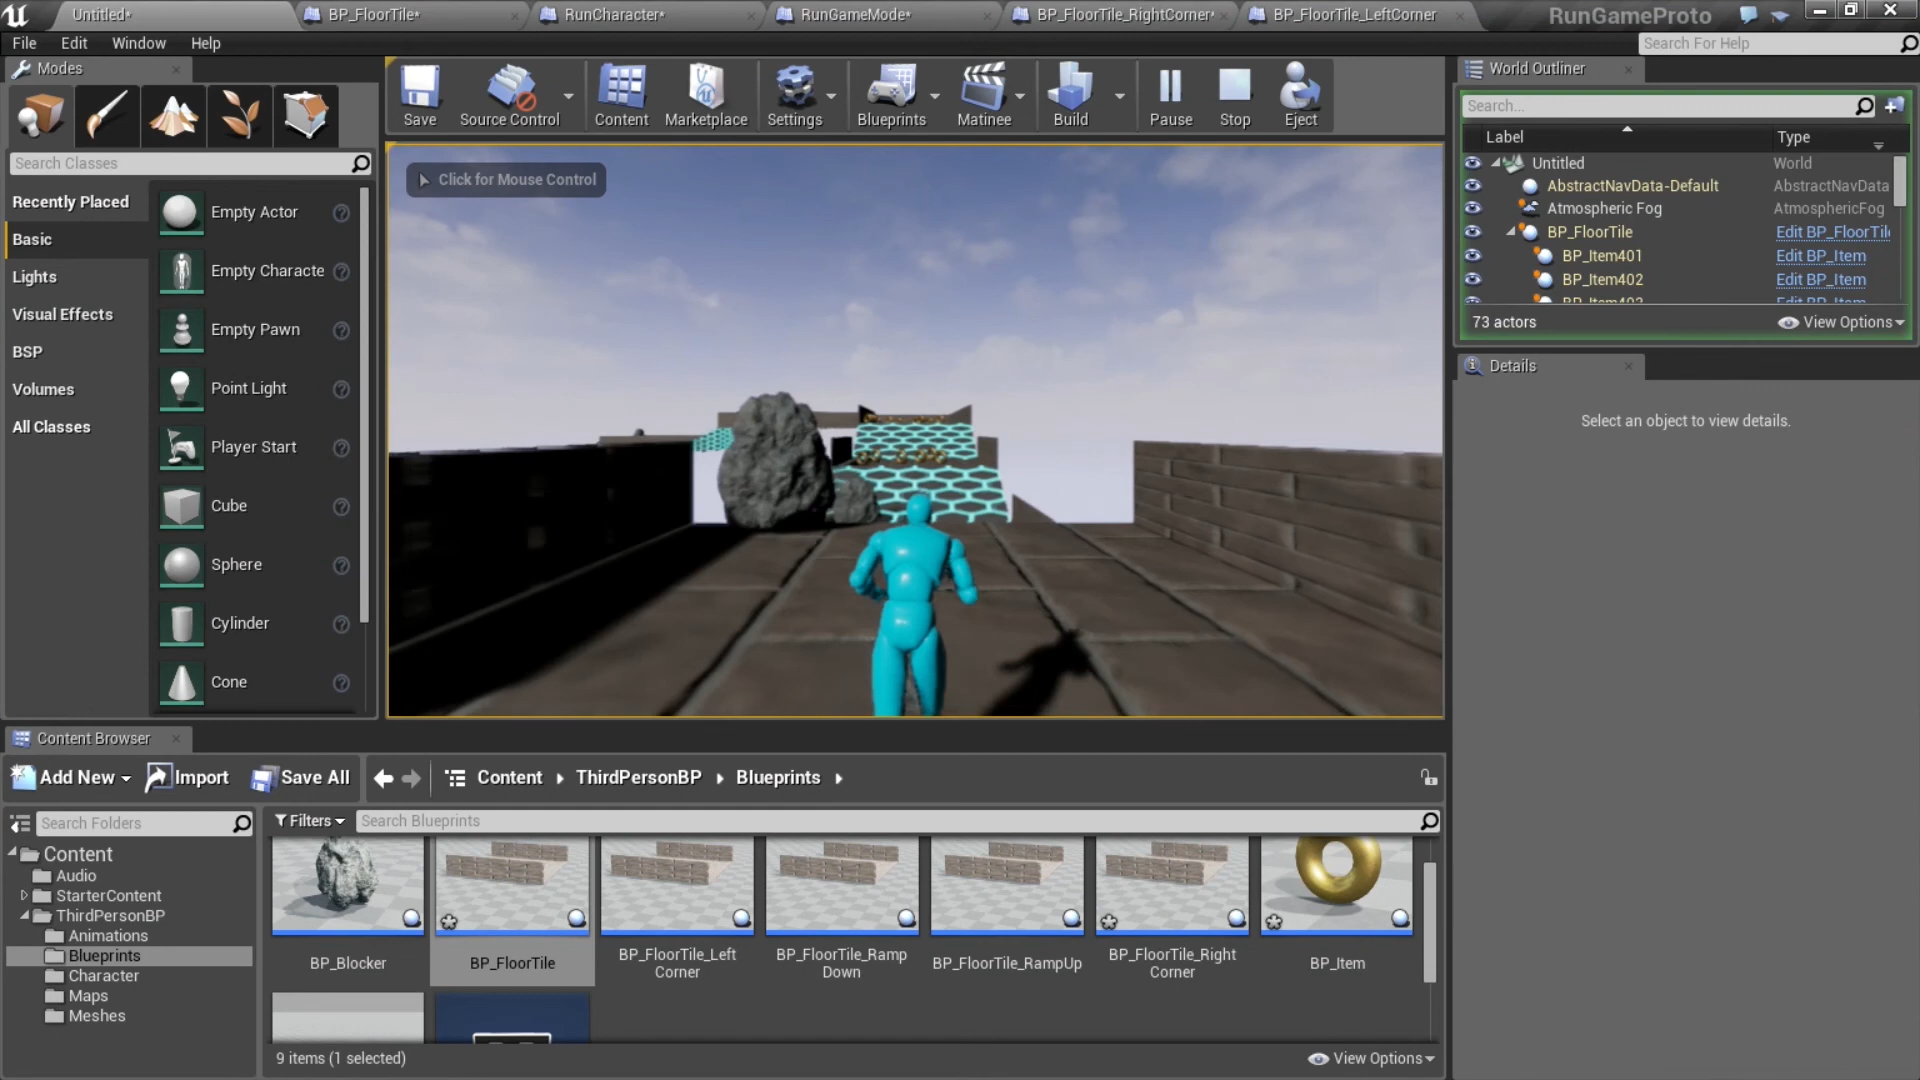 Untitled*
BP_FloorTile*
RunCharacter*
RunGameMode*
BP_FloorTile_RightCorner*
BP_FloorTile_LeftCorner
RunGameProto
File Edit Window Help
Search For Help
Modes
Search Classes
Recently Placed
Basic
Lights
Visual Effects
BSP
Volumes
All Classes
Empty Actor
Empty Characte
Empty Pawn
Point Light
Player Start
Cube
Sphere
Cylinder
Cone
Save
Source Control
Content
Marketplace
Settings
Blueprints
Matinee
Build
Pause
Stop
Eject
Click for Mouse Control
World Outliner
Search...
Label Type
Untitled World
AbstractNavData-Default AbstractNavData
Atmospheric Fog AtmosphericFog
BP_FloorTile Edit BP_FloorTil
BP_Item401 Edit BP_Item
BP_Item402 Edit BP_Item
BP_Item403 Edit BP_Item
73 actors View Options
Details
Select an object to view details.
Content Browser
Add New Import Save All Content ThirdPersonBP Blueprints
Search Folders
Content
Audio
StarterContent
ThirdPersonBP
Animations
Blueprints
Character
Maps
Meshes
Filters Search Blueprints
BP_Blocker
BP_FloorTile
BP_FloorTile_Left
Corner
BP_FloorTile_Ramp
Down
BP_FloorTile_RampUp
BP_FloorTile_Right
Corner
BP_Item
9 items (1 selected) View Options